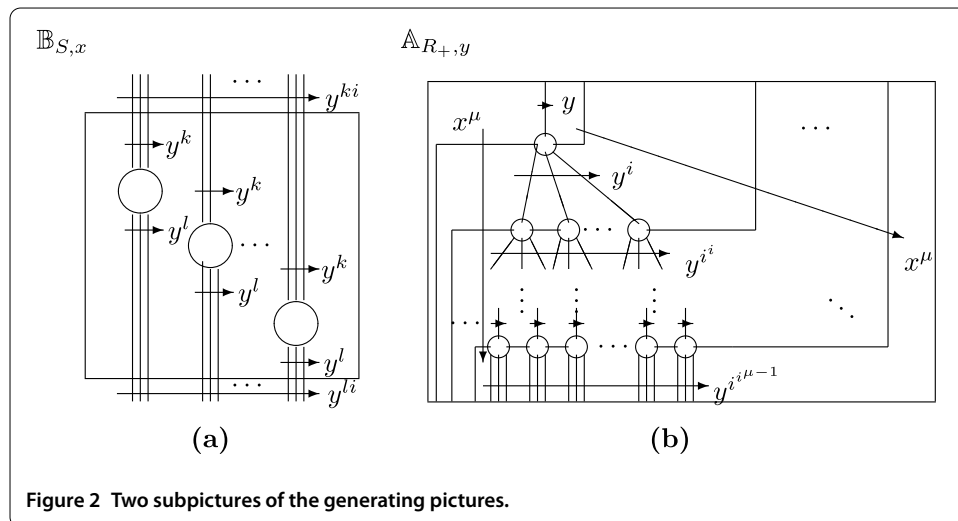 𝔹_{S,x}
𝔸_{R_+,y}
···
y^{ki}
y^k
y^k
y^l
···
y^k
y^l
y^l
···
y^{li}
(a)
y
x^μ
···
y^i
···
x^μ
y^{i^i}
···
···
y^{i^{i^{μ-1}}}
(b)
Figure 2 Two subpictures of the generating pictures.